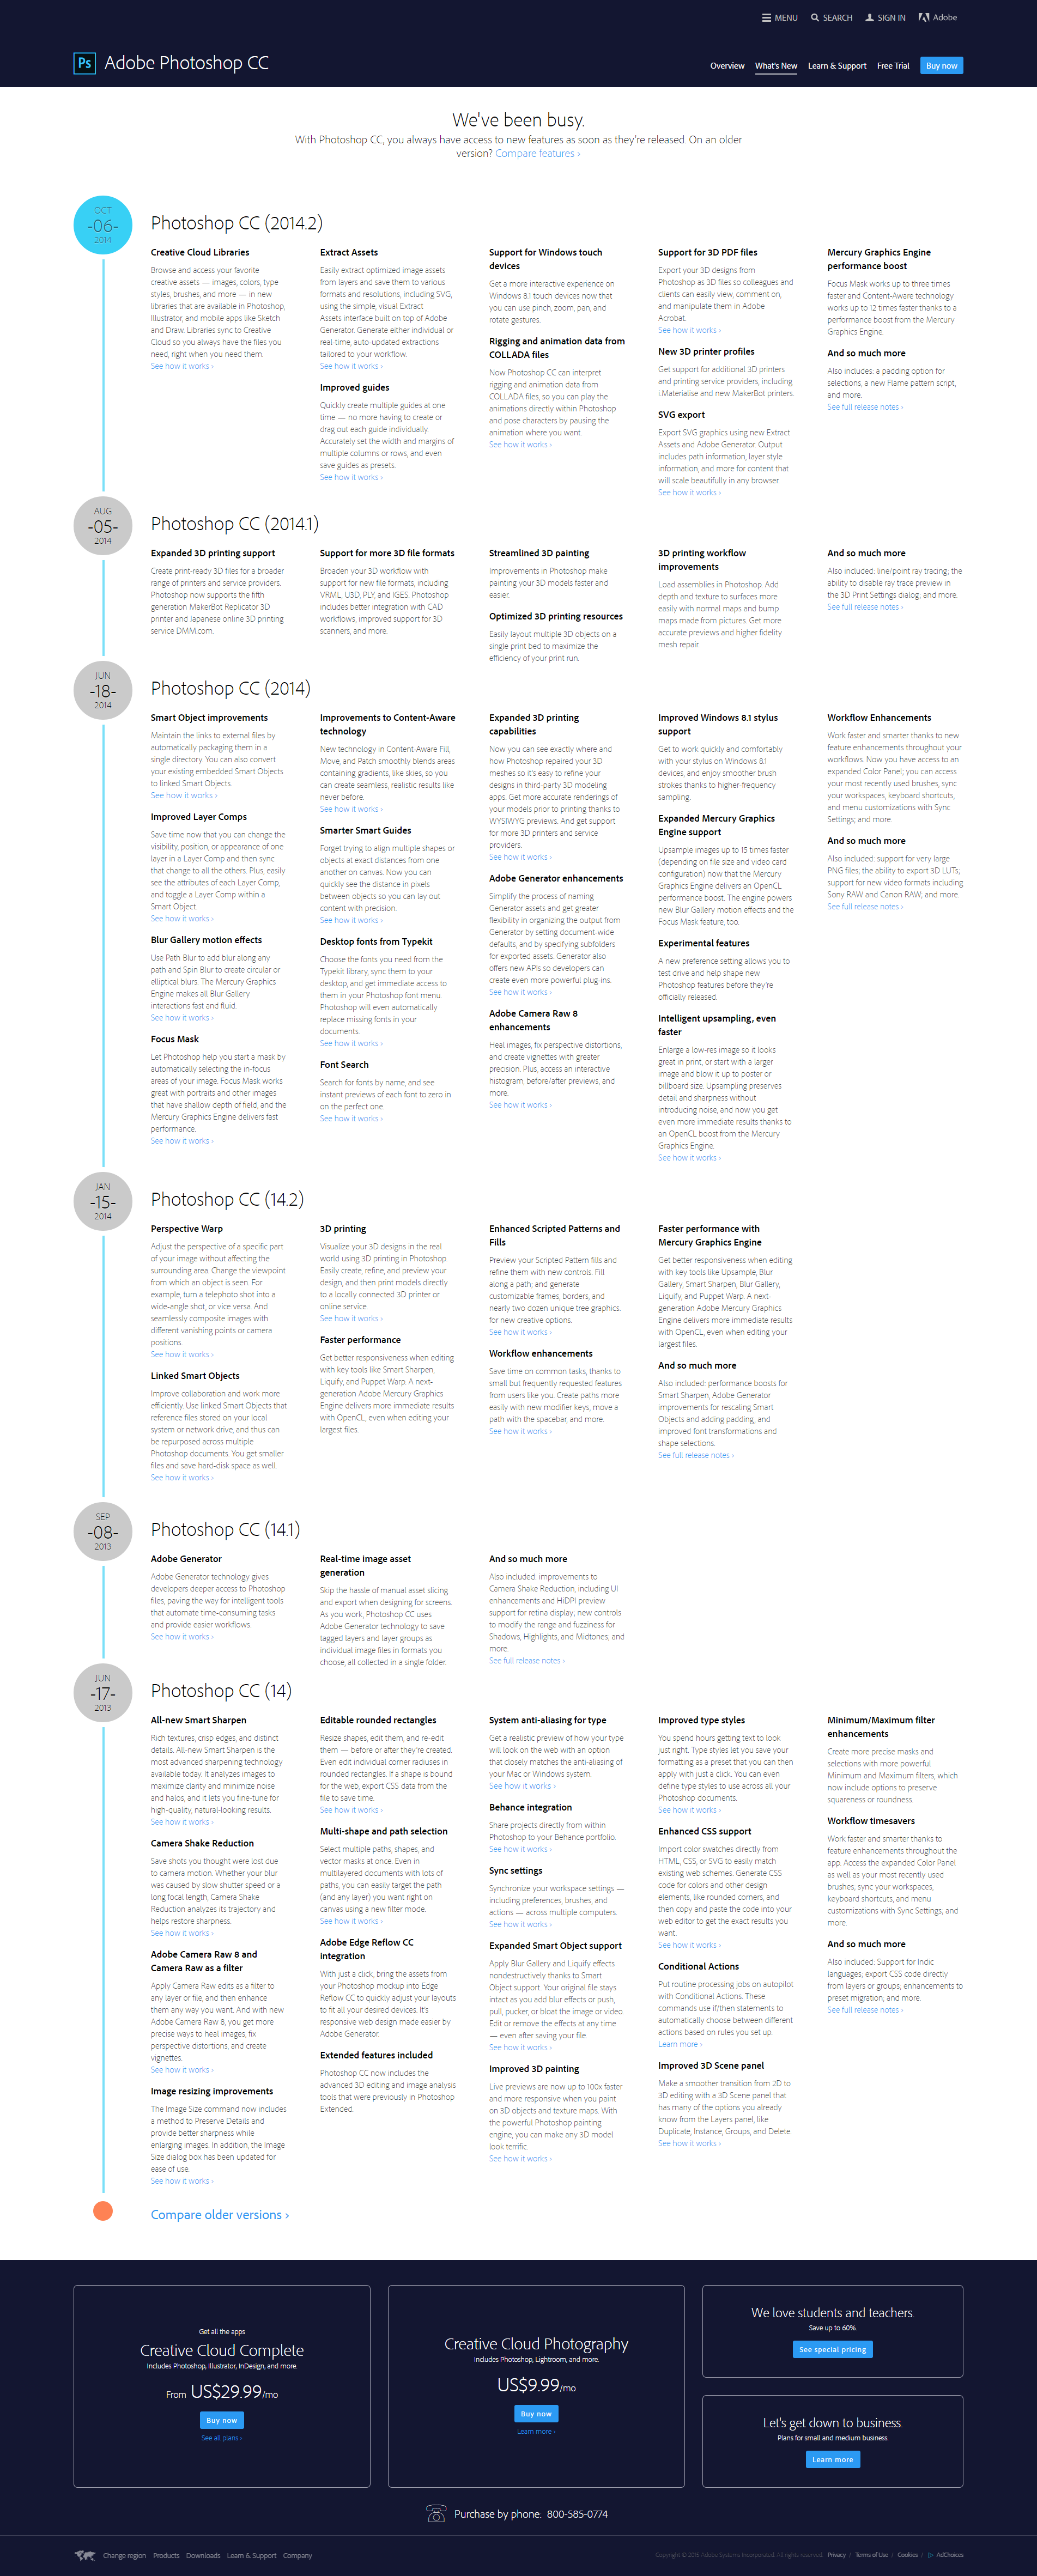 MENU
SEARCH
SIGN IN
Adobe
Ps
Adobe Photoshop CC
Overview
What's New
Learn & Support
Free Trial
Buy now
We've been busy.
With Photoshop CC, you always have access to new features as soon as they're released. On an older
version? Compare features ›
OCT
-06-
2014
Photoshop CC (2014.2)
Creative Cloud Libraries
Browse and access your favorite
creative assets — images, colors, type
styles, brushes, and more — in new
libraries that are available in Photoshop,
Illustrator, and mobile apps like Sketch
and Draw. Libraries sync to Creative
Cloud so you always have the files you
need, right when you need them.
See how it works ›
Extract Assets
Easily extract optimized image assets
from layers and save them to various
formats and resolutions, including SVG,
using the simple, visual Extract
Assets interface built on top of Adobe
Generator. Generate either individual or
real-time, auto-updated extractions
tailored to your workflow.
See how it works ›
Improved guides
Quickly create multiple guides at one
time — no more having to create or
drag out each guide individually.
Accurately set the width and margins of
multiple columns or rows, and even
save guides as presets.
See how it works ›
Support for Windows touch
devices
Get a more interactive experience on
Windows 8.1 touch devices now that
you can use pinch, zoom, pan, and
rotate gestures.
Rigging and animation data from
COLLADA files
Now Photoshop CC can interpret
rigging and animation data from
COLLADA files, so you can play the
animations directly within Photoshop
and pose characters by pausing the
animation where you want.
See how it works ›
Support for 3D PDF files
Export your 3D designs from
Photoshop as 3D files so colleagues and
clients can easily view, comment on,
and manipulate them in Adobe
Acrobat.
See how it works ›
New 3D printer profiles
Get support for additional 3D printers
and printing service providers, including
i.Materialise and new MakerBot printers.
SVG export
Export SVG graphics using new Extract
Assets and Adobe Generator. Output
includes path information, layer style
information, and more for content that
will scale beautifully in any browser.
See how it works ›
Mercury Graphics Engine
performance boost
Focus Mask works up to three times
faster and Content-Aware technology
works up to 12 times faster thanks to a
performance boost from the Mercury
Graphics Engine.
And so much more
Also includes: a padding option for
selections, a new Flame pattern script,
and more.
See full release notes ›
AUG
-05-
2014
Photoshop CC (2014.1)
Expanded 3D printing support
Create print-ready 3D files for a broader
range of printers and service providers.
Photoshop now supports the fifth
generation MakerBot Replicator 3D
printer and Japanese online 3D printing
service DMM.com.
Support for more 3D file formats
Broaden your 3D workflow with
support for new file formats, including
VRML, U3D, PLY, and IGES. Photoshop
includes better integration with CAD
workflows, improved support for 3D
scanners, and more.
Streamlined 3D painting
Improvements in Photoshop make
painting your 3D models faster and
easier.
Optimized 3D printing resources
Easily layout multiple 3D objects on a
single print bed to maximize the
efficiency of your print run.
3D printing workflow
improvements
Load assemblies in Photoshop. Add
depth and texture to surfaces more
easily with normal maps and bump
maps made from pictures. Get more
accurate previews and higher fidelity
mesh repair.
And so much more
Also included: line/point ray tracing; the
ability to disable ray trace preview in
the 3D Print Settings dialog; and more.
See full release notes ›
JUN
-18-
2014
Photoshop CC (2014)
Smart Object improvements
Maintain the links to external files by
automatically packaging them in a
single directory. You can also convert
your existing embedded Smart Objects
to linked Smart Objects.
See how it works ›
Improved Layer Comps
Save time now that you can change the
visibility, position, or appearance of one
layer in a Layer Comp and then sync
that change to all the others. Plus, easily
see the attributes of each Layer Comp,
and toggle a Layer Comp within a
Smart Object.
See how it works ›
Blur Gallery motion effects
Use Path Blur to add blur along any
path and Spin Blur to create circular or
elliptical blurs. The Mercury Graphics
Engine makes all Blur Gallery
interactions fast and fluid.
See how it works ›
Focus Mask
Let Photoshop help you start a mask by
automatically selecting the in-focus
areas of your image. Focus Mask works
great with portraits and other images
that have shallow depth of field, and the
Mercury Graphics Engine delivers fast
performance.
See how it works ›
Improvements to Content-Aware
technology
New technology in Content-Aware Fill,
Move, and Patch smoothly blends areas
containing gradients, like skies, so you
can create seamless, realistic results like
never before.
See how it works ›
Smarter Smart Guides
Forget trying to align multiple shapes or
objects at exact distances from one
another on canvas. Now you can
quickly see the distance in pixels
between objects so you can lay out
content with precision.
See how it works ›
Desktop fonts from Typekit
Choose the fonts you need from the
Typekit library, sync them to your
desktop, and get immediate access to
them in your Photoshop font menu.
Photoshop will even automatically
replace missing fonts in your
documents.
See how it works ›
Font Search
Search for fonts by name, and see
instant previews of each font to zero in
on the perfect one.
See how it works ›
Expanded 3D printing
capabilities
Now you can see exactly where and
how Photoshop repaired your 3D
meshes so it's easy to refine your
designs in third-party 3D modeling
apps. Get more accurate renderings of
your models prior to printing thanks to
WYSIWYG previews. And get support
for more 3D printers and service
providers.
See how it works ›
Adobe Generator enhancements
Simplify the process of naming
Generator assets and get greater
flexibility in organizing the output from
Generator by setting document-wide
defaults, and by specifying subfolders
for exported assets. Generator also
offers new APIs so developers can
create even more powerful plug-ins.
See how it works ›
Adobe Camera Raw 8
enhancements
Heal images, fix perspective distortions,
and create vignettes with greater
precision. Plus, access an interactive
histogram, before/after previews, and
more.
See how it works ›
Improved Windows 8.1 stylus
support
Get to work quickly and comfortably
with your stylus on Windows 8.1
devices, and enjoy smoother brush
strokes thanks to higher-frequency
sampling.
Expanded Mercury Graphics
Engine support
Upsample images up to 15 times faster
(depending on file size and video card
configuration) now that the Mercury
Graphics Engine delivers an OpenCL
performance boost. The engine powers
new Blur Gallery motion effects and the
Focus Mask feature, too.
Experimental features
A new preference setting allows you to
test drive and help shape new
Photoshop features before they're
officially released.
Intelligent upsampling, even
faster
Enlarge a low-res image so it looks
great in print, or start with a larger
image and blow it up to poster or
billboard size. Upsampling preserves
detail and sharpness without
introducing noise, and now you get
even more immediate results thanks to
an OpenCL boost from the Mercury
Graphics Engine.
See how it works ›
Workflow Enhancements
Work faster and smarter thanks to new
feature enhancements throughout your
workflows. Now you have access to an
expanded Color Panel; you can access
your most recently used brushes, sync
your workspaces, keyboard shortcuts,
and menu customizations with Sync
Settings; and more.
And so much more
Also included: support for very large
PNG files; the ability to export 3D LUTs;
support for new video formats including
Sony RAW and Canon RAW; and more.
See full release notes ›
JAN
-15-
2014
Photoshop CC (14.2)
Perspective Warp
Adjust the perspective of a specific part
of your image without affecting the
surrounding area. Change the viewpoint
from which an object is seen. For
example, turn a telephoto shot into a
wide-angle shot, or vice versa. And
seamlessly composite images with
different vanishing points or camera
positions.
See how it works ›
Linked Smart Objects
Improve collaboration and work more
efficiently. Use linked Smart Objects that
reference files stored on your local
system or network drive, and thus can
be repurposed across multiple
Photoshop documents. You get smaller
files and save hard-disk space as well.
See how it works ›
3D printing
Visualize your 3D designs in the real
world using 3D printing in Photoshop.
Easily create, refine, and preview your
design, and then print models directly
to a locally connected 3D printer or
online service.
See how it works ›
Faster performance
Get better responsiveness when editing
with key tools like Smart Sharpen,
Liquify, and Puppet Warp. A next-
generation Adobe Mercury Graphics
Engine delivers more immediate results
with OpenCL, even when editing your
largest files.
Enhanced Scripted Patterns and
Fills
Preview your Scripted Pattern fills and
refine them with new controls. Fill
along a path; and generate
customizable frames, borders, and
nearly two dozen unique tree graphics.
for new creative options.
See how it works ›
Workflow enhancements
Save time on common tasks, thanks to
small but frequently requested features
from users like you. Create paths more
easily with new modifier keys, move a
path with the spacebar, and more.
See how it works ›
Faster performance with
Mercury Graphics Engine
Get better responsiveness when editing
with key tools like Upsample, Blur
Gallery, Smart Sharpen, Blur Gallery,
Liquify, and Puppet Warp. A next-
generation Adobe Mercury Graphics
Engine delivers more immediate results
with OpenCL, even when editing your
largest files.
And so much more
Also included: performance boosts for
Smart Sharpen, Adobe Generator
improvements for rescaling Smart
Objects and adding padding, and
improved font transformations and
shape selections.
See full release notes ›
SEP
-08-
2013
Photoshop CC (14.1)
Adobe Generator
Adobe Generator technology gives
developers deeper access to Photoshop
files, paving the way for intelligent tools
that automate time-consuming tasks
and provide easier workflows.
See how it works ›
Real-time image asset
generation
Skip the hassle of manual asset slicing
and export when designing for screens.
As you work, Photoshop CC uses
Adobe Generator technology to save
tagged layers and layer groups as
individual image files in formats you
choose, all collected in a single folder.
And so much more
Also included: improvements to
Camera Shake Reduction, including UI
enhancements and HiDPI preview
support for retina display; new controls
to modify the range and fuzziness for
Shadows, Highlights, and Midtones; and
more.
See full release notes ›
JUN
-17-
2013
Photoshop CC (14)
All-new Smart Sharpen
Rich textures, crisp edges, and distinct
details. All-new Smart Sharpen is the
most advanced sharpening technology
available today. It analyzes images to
maximize clarity and minimize noise
and halos, and it lets you fine-tune for
high-quality, natural-looking results.
See how it works ›
Camera Shake Reduction
Save shots you thought were lost due
to camera motion. Whether your blur
was caused by slow shutter speed or a
long focal length, Camera Shake
Reduction analyzes its trajectory and
helps restore sharpness.
See how it works ›
Adobe Camera Raw 8 and
Camera Raw as a filter
Apply Camera Raw edits as a filter to
any layer or file, and then enhance
them any way you want. And with new
Adobe Camera Raw 8, you get more
precise ways to heal images, fix
perspective distortions, and create
vignettes.
See how it works ›
Image resizing improvements
The Image Size command now includes
a method to Preserve Details and
provide better sharpness while
enlarging images. In addition, the Image
Size dialog box has been updated for
ease of use.
See how it works ›
Editable rounded rectangles
Resize shapes, edit them, and re-edit
them — before or after they're created.
Even edit individual corner radiuses in
rounded rectangles. If a shape is bound
for the web, export CSS data from the
file to save time.
See how it works ›
Multi-shape and path selection
Select multiple paths, shapes, and
vector masks at once. Even in
multilayered documents with lots of
paths, you can easily target the path
(and any layer) you want right on
canvas using a new filter mode.
See how it works ›
Adobe Edge Reflow CC
integration
With just a click, bring the assets from
your Photoshop mockup into Edge
Reflow CC to quickly adjust your layouts
to fit all your desired devices. It's
responsive web design made easier by
Adobe Generator.
Extended features included
Photoshop CC now includes the
advanced 3D editing and image analysis
tools that were previously in Photoshop
Extended.
System anti-aliasing for type
Get a realistic preview of how your type
will look on the web with an option
that closely matches the anti-aliasing of
your Mac or Windows system.
See how it works ›
Behance integration
Share projects directly from within
Photoshop to your Behance portfolio.
See how it works ›
Sync settings
Synchronize your workspace settings —
including preferences, brushes, and
actions — across multiple computers.
See how it works ›
Expanded Smart Object support
Apply Blur Gallery and Liquify effects
nondestructively thanks to Smart
Object support. Your original file stays
intact as you add blur effects or push,
pull, pucker, or bloat the image or video.
Edit or remove the effects at any time
— even after saving your file.
See how it works ›
Improved 3D painting
Live previews are now up to 100x faster
and more responsive when you paint
on 3D objects and texture maps. With
the powerful Photoshop painting
engine, you can make any 3D model
look terrific.
See how it works ›
Improved type styles
You spend hours getting text to look
just right. Type styles let you save your
formatting as a preset that you can then
apply with just a click. You can even
define type styles to use across all your
Photoshop documents.
See how it works ›
Enhanced CSS support
Import color swatches directly from
HTML, CSS, or SVG to easily match
existing web schemes. Generate CSS
code for colors and other design
elements, like rounded corners, and
then copy and paste the code into your
web editor to get the exact results you
want.
See how it works ›
Conditional Actions
Put routine processing jobs on autopilot
with Conditional Actions. These
commands use if/then statements to
automatically choose between different
actions based on rules you set up.
Learn more ›
Improved 3D Scene panel
Make a smoother transition from 2D to
3D editing with a 3D Scene panel that
has many of the options you already
know from the Layers panel, like
Duplicate, Instance, Groups, and Delete.
See how it works ›
Minimum/Maximum filter
enhancements
Create more precise masks and
selections with more powerful
Minimum and Maximum filters, which
now include options to preserve
squareness or roundness.
Workflow timesavers
Work faster and smarter thanks to
feature enhancements throughout the
app. Access the expanded Color Panel
as well as your most recently used
brushes; sync your workspaces,
keyboard shortcuts, and menu
customizations with Sync Settings; and
more.
And so much more
Also included: Support for Indic
languages; export CSS code directly
from layers or groups; enhancements to
preset migration; and more.
See full release notes ›
Compare older versions ›
Get all the apps
Creative Cloud Complete
Includes Photoshop, Illustrator, InDesign, and more.
From US$29.99/mo
Buy now
See all plans ›
Creative Cloud Photography
Includes Photoshop, Lightroom, and more.
US$9.99/mo
Buy now
Learn more ›
We love students and teachers.
Save up to 60%.
See special pricing
Let's get down to business.
Plans for small and medium business.
Learn more
Purchase by phone: 800-585-0774
Change region
Products
Downloads
Learn & Support
Company
Copyright © 2015 Adobe Systems Incorporated. All rights reserved.
Privacy / Terms of Use / Cookies / AdChoices